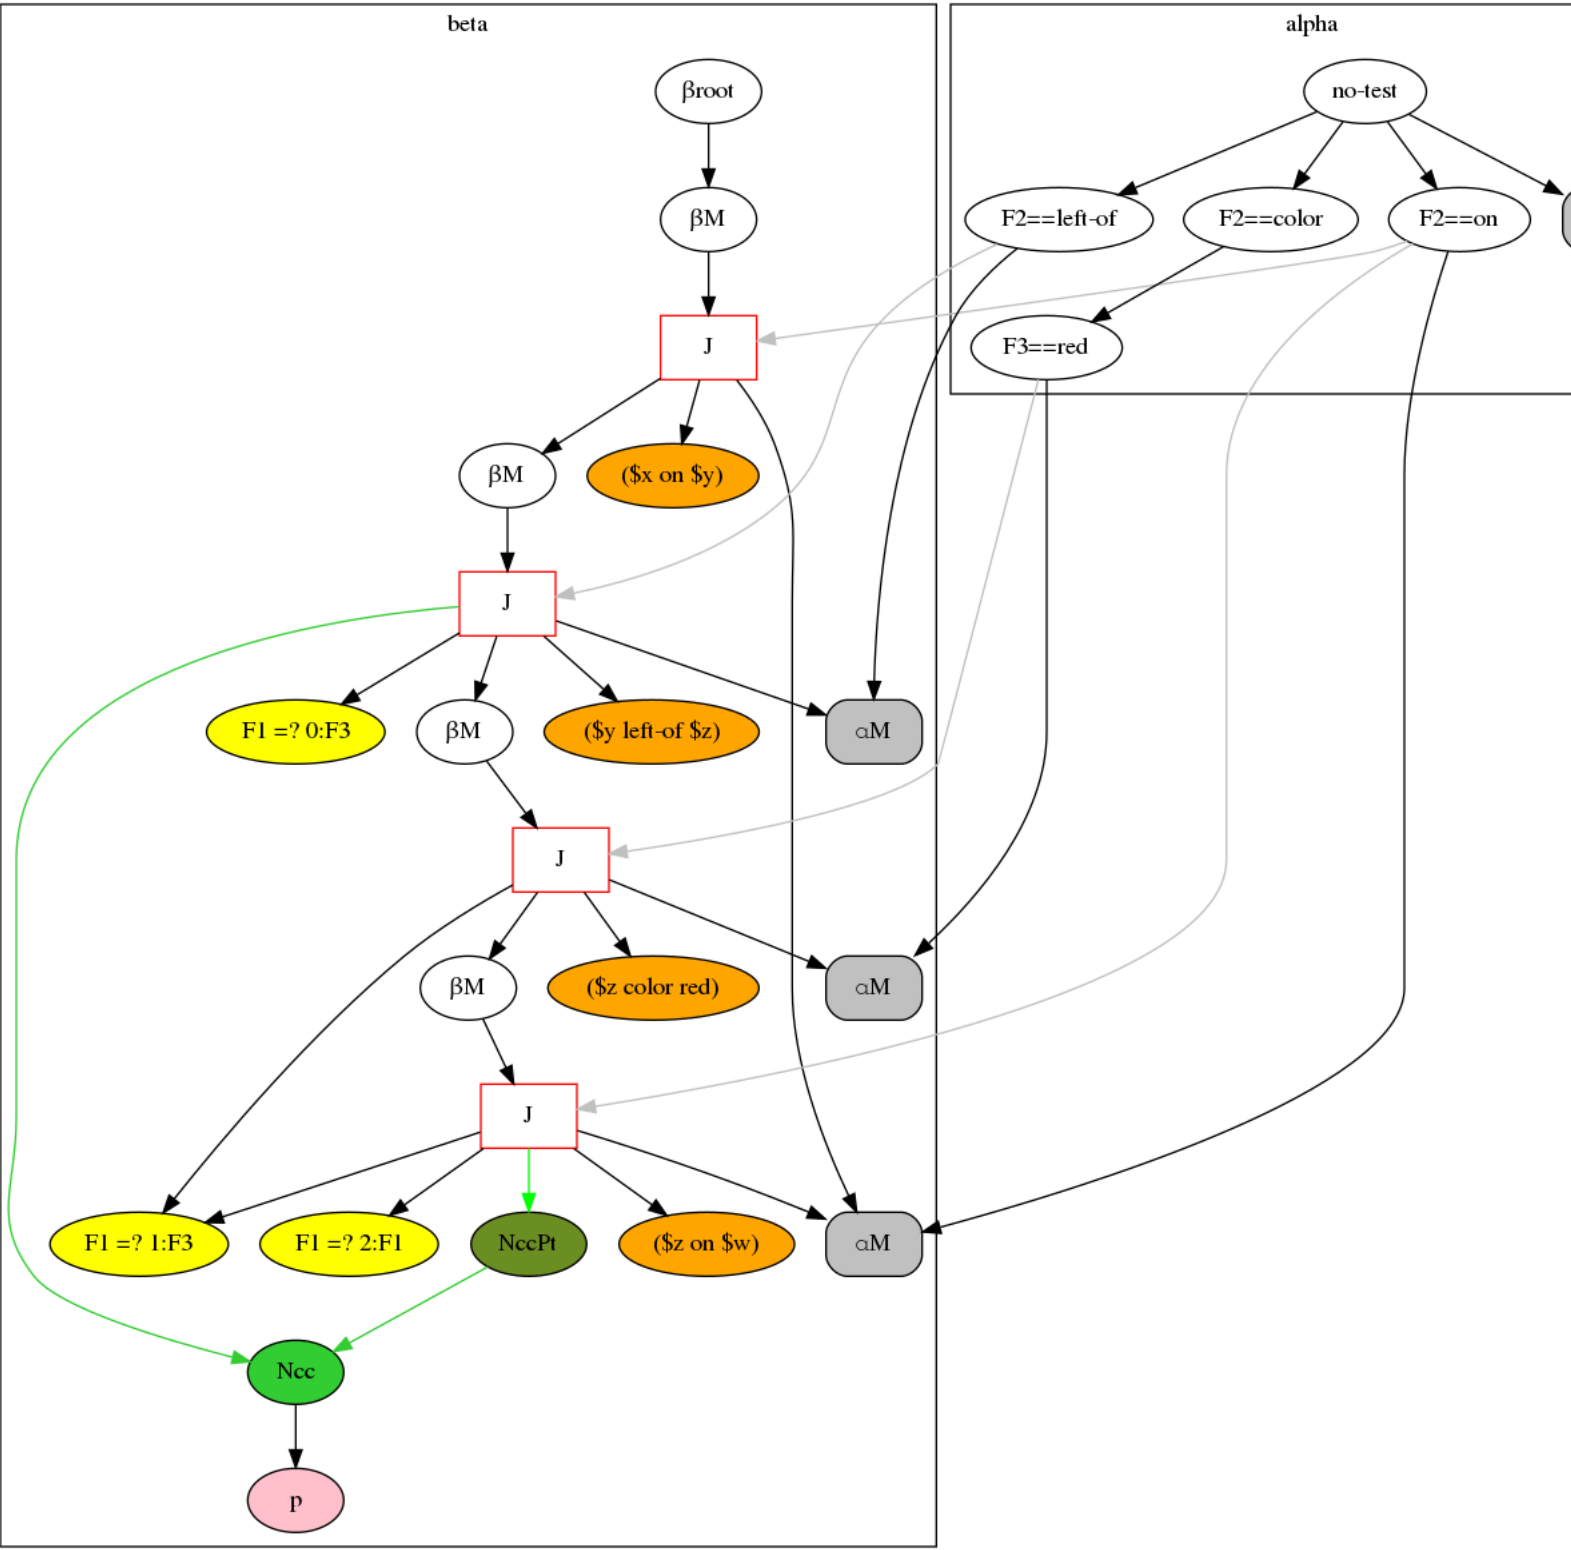 beta
alpha
βroot
no-test
βM
F2==left-of
F2==color
F2==on
J
F3==red
βM
($x on $y)
J
F1 =? 0:F3
βM
($y left-of $z)
αM
J
βM
($z color red)
αM
J
F1 =? 1:F3
F1 =? 2:F1
NccPt
($z on $w)
αM
Ncc
p